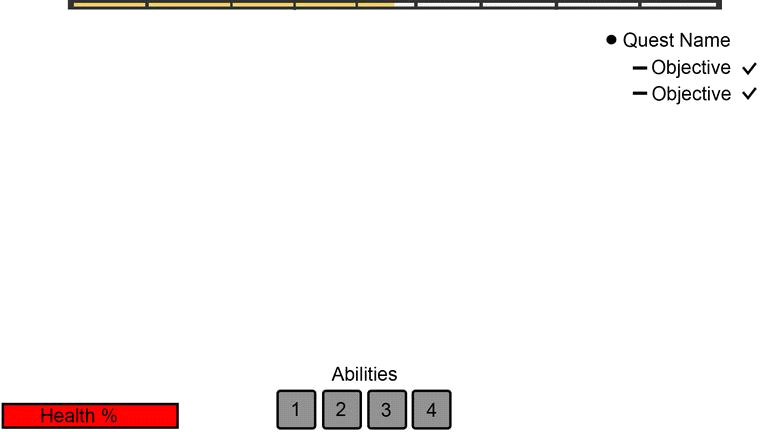 Quest Name
Objective
Objective
Abilities
1 2 3 4
Health %